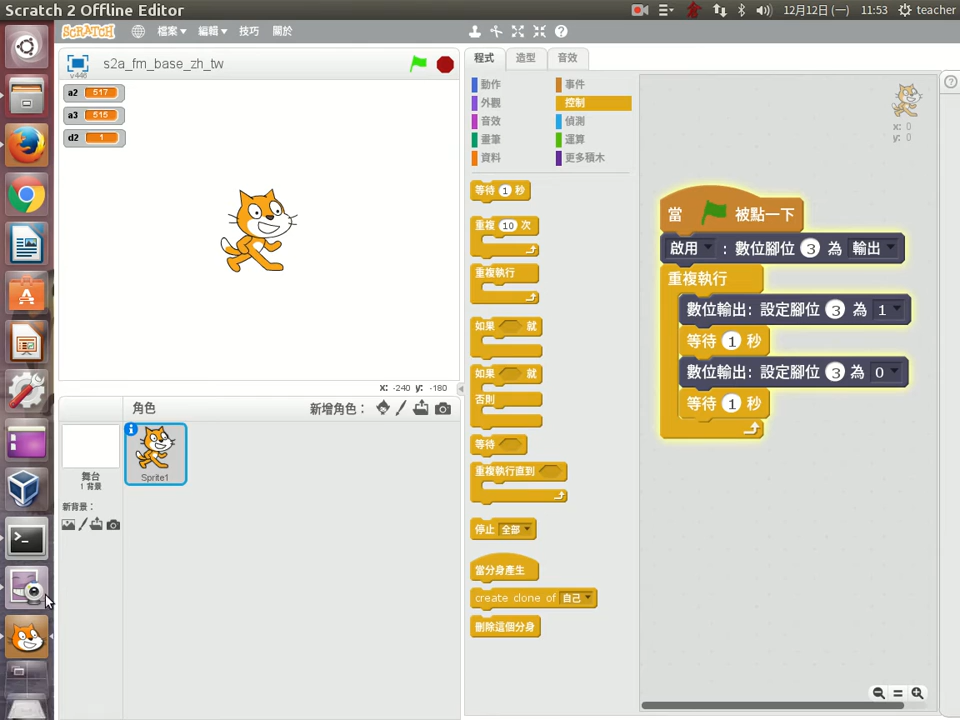 Scratch 2 Offline Editor
12月12日 (一)
11:53
teacher
SCRATCH
檔案
編輯
技巧
關於
v446
s2a_fm_base_zh_tw
a2 517
a3 515
d2 1
x: -240 y: -180
角色
新增角色：
Sprite1
舞台
1 背景
新背景：
程式
造型
音效
動作
事件
外觀
控制
音效
偵測
畫筆
運算
資料
更多積木
等待 1 秒
重複 10 次
重複執行
如果 就
如果 就
否則
等待
重複執行直到
停止 全部
當分身產生
create clone of 自己
刪除這個分身
x: 0
y: 0
當 被點一下
啟用 : 數位腳位 3 為 輸出
重複執行
數位輸出: 設定腳位 3 為 1
等待 1 秒
數位輸出: 設定腳位 3 為 0
等待 1 秒